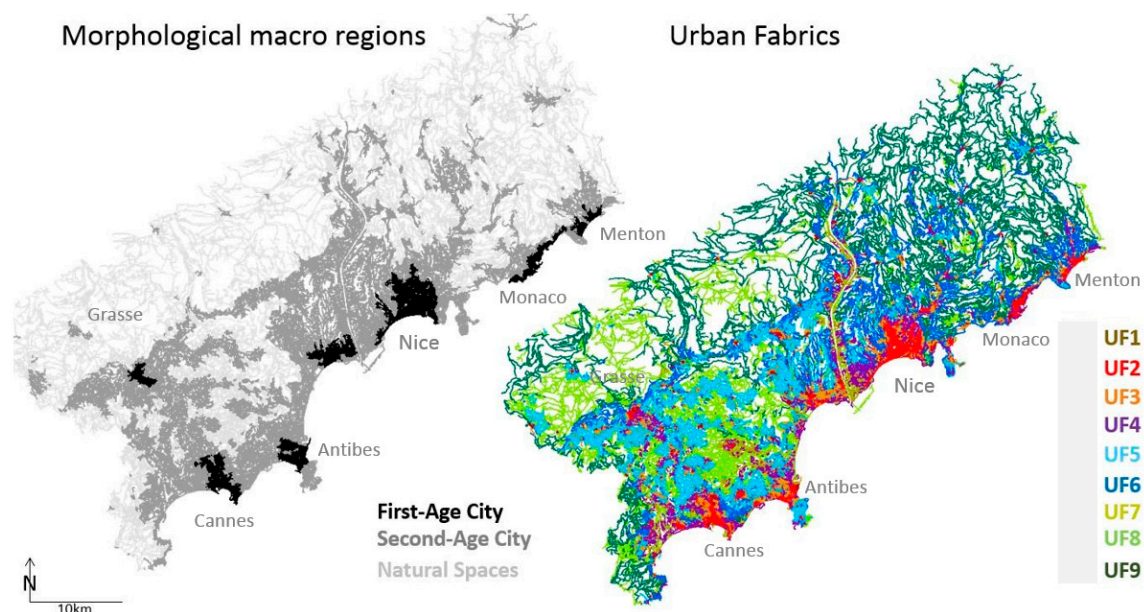 Morphological macro regions
Urban Fabrics
Menton
Monaco
Grasse
Nice
Antibes
Cannes
First-Age City
Second-Age City
Natural Spaces
N
10km
Menton
Monaco
Grasse
Nice
Antibes
Cannes
UF1
UF2
UF3
UF4
UF5
UF6
UF7
UF8
UF9